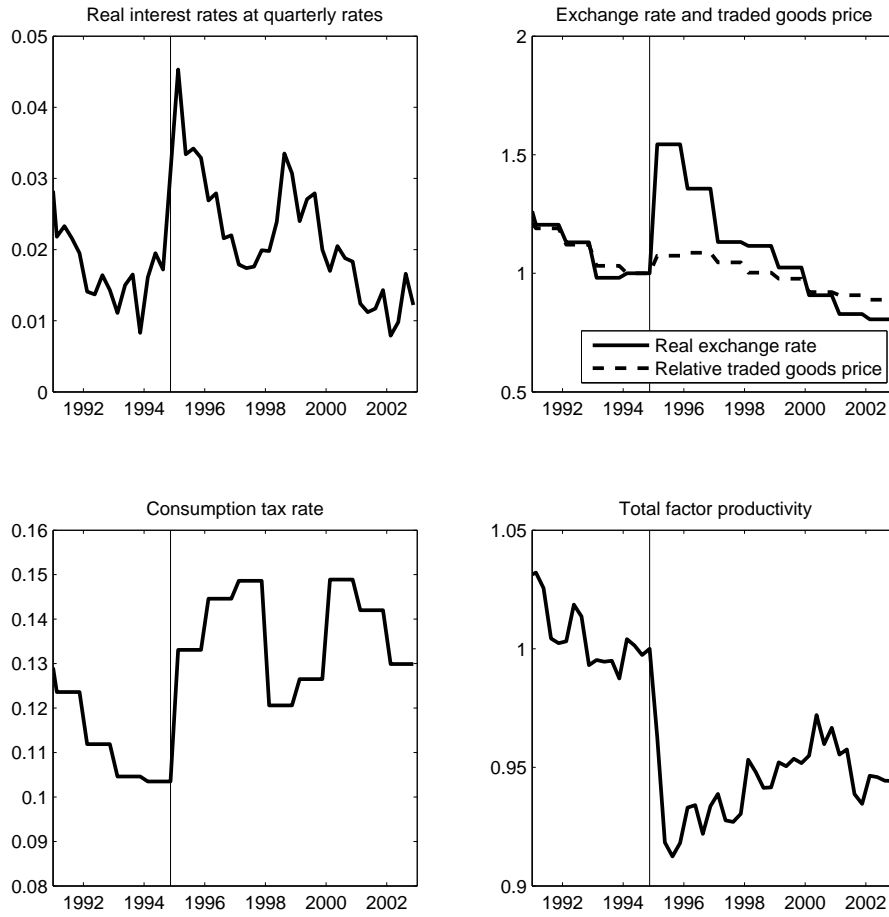 Real interest rates at quarterly rates
0.05
0.04
0.03
0.02
0.01
0
1992 1994 1996 1998 2000 2002
Exchange rate and traded goods price
2
1.5
1
0.5
Real exchange rate
Relative traded goods price
1992 1994 1996 1998 2000 2002
Consumption tax rate
0.16
0.15
0.14
0.13
0.12
0.11
0.1
0.09
0.08
1992 1994 1996 1998 2000 2002
Total factor productivity
1.05
1
0.95
0.9
1992 1994 1996 1998 2000 2002